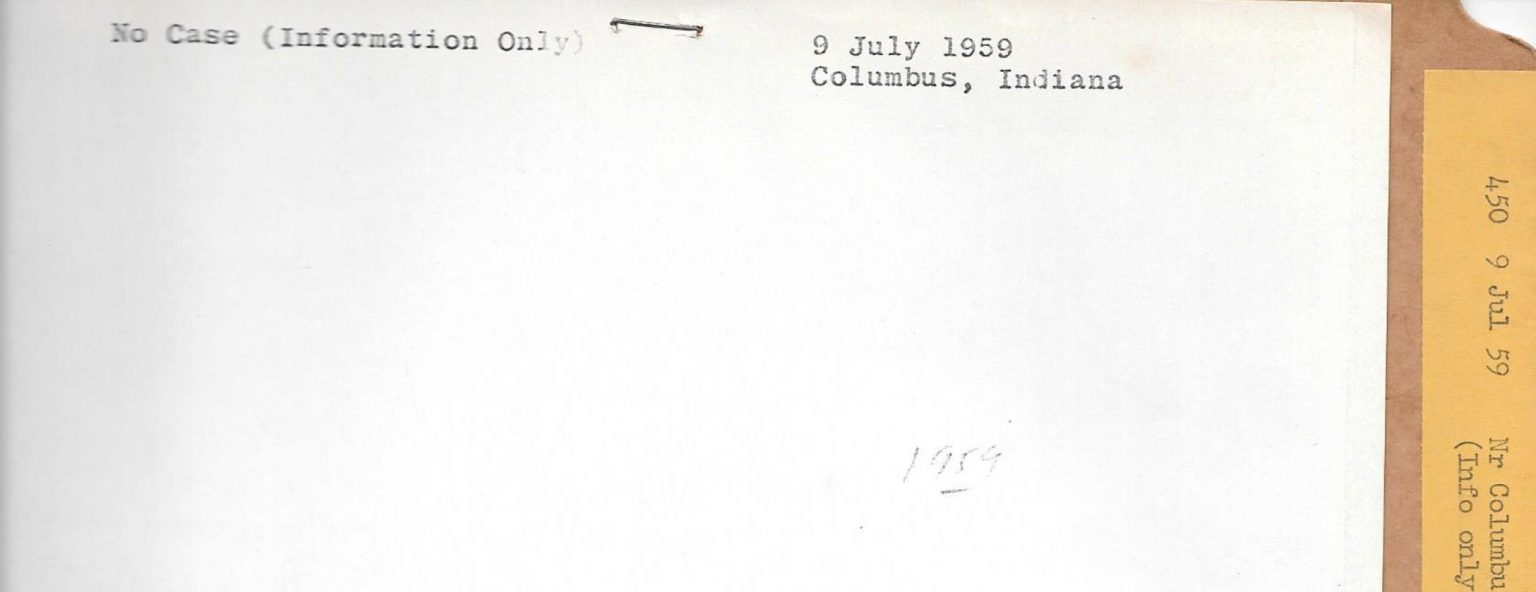 No Case (Information Only)
9 July 1959
Columbus, Indiana
1959
450 9 Jul 59 Nr Columbu
(Info only